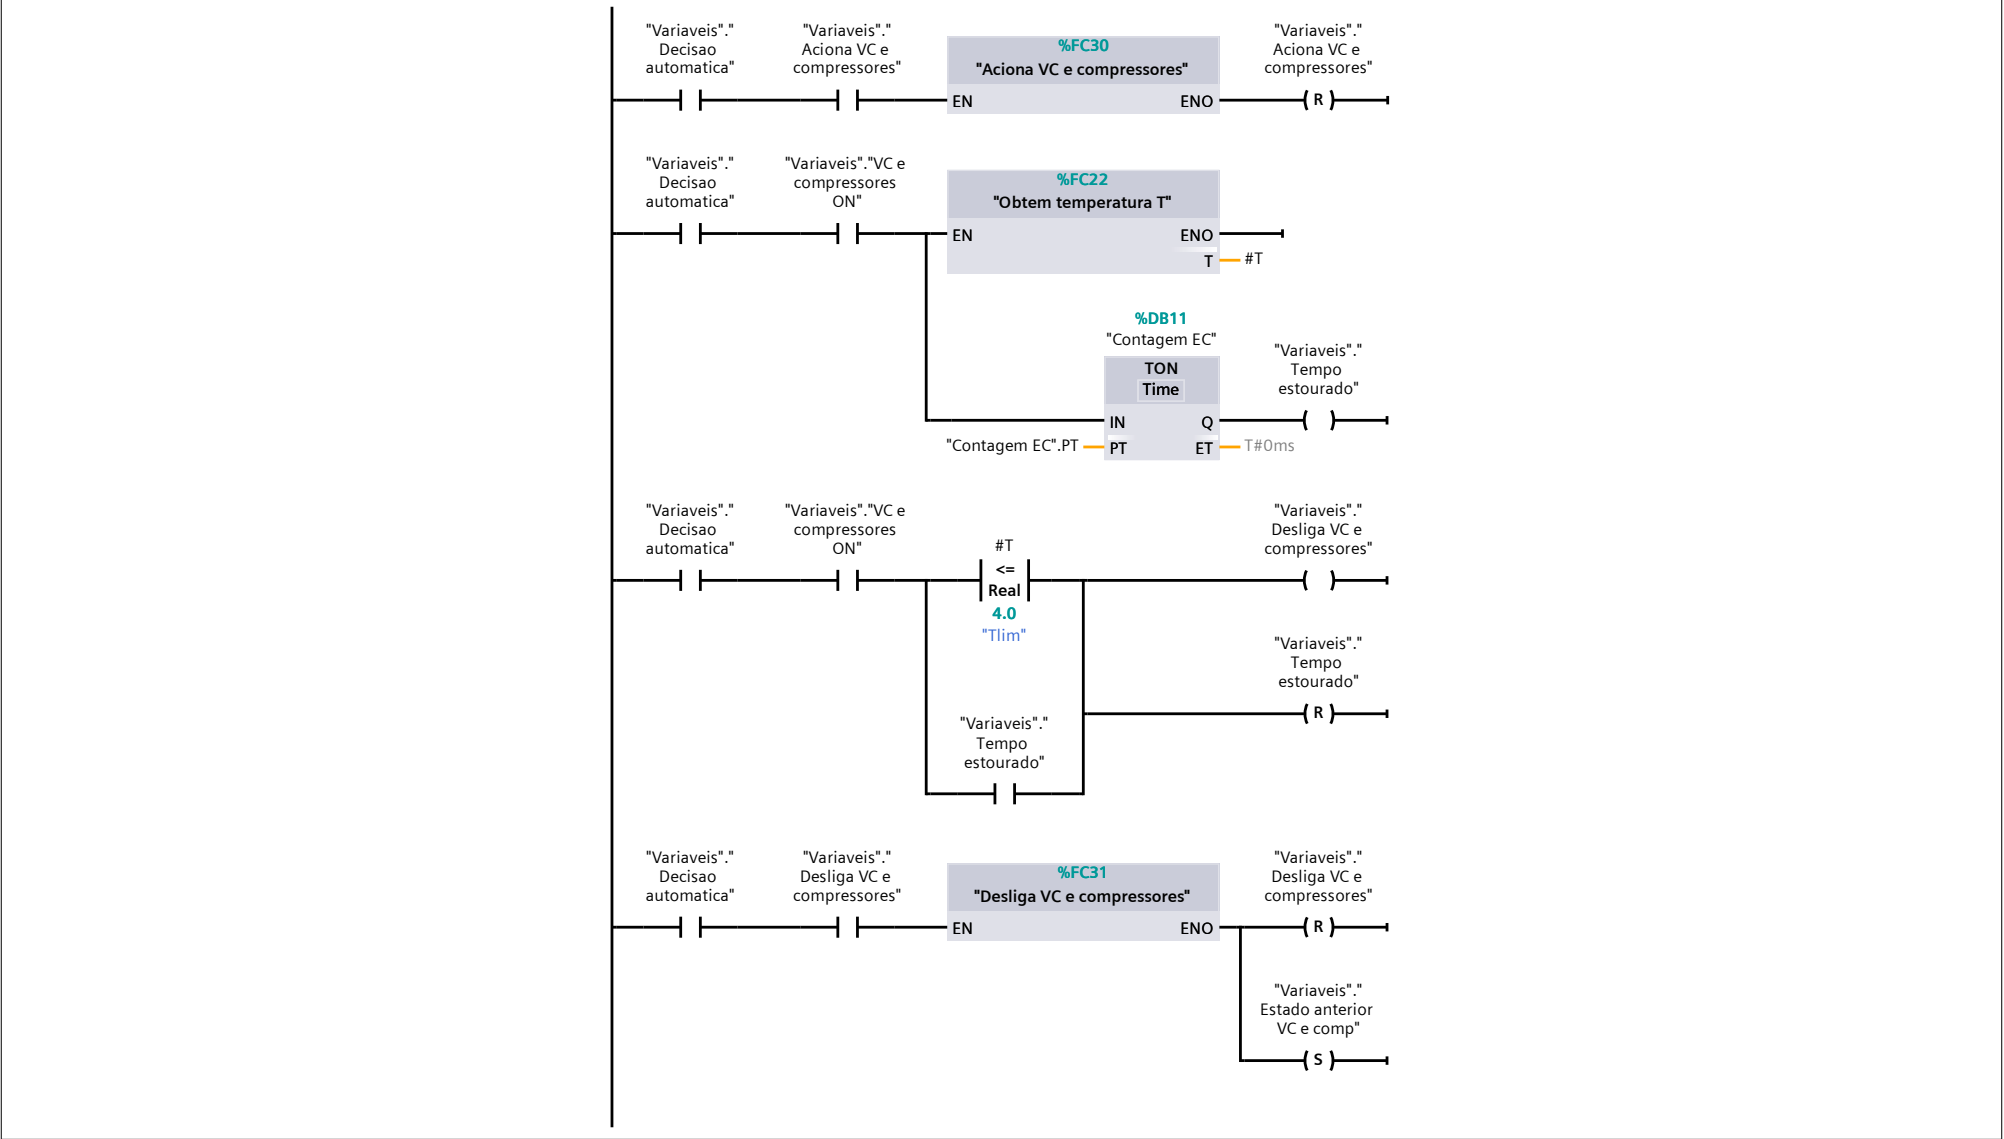 "Variaveis"."
Decisao
automatica"
"Variaveis"."
Aciona VC e
compressores"
%FC30
"Aciona VC e compressores"
EN
ENO
"Variaveis"."
Aciona VC e
compressores"
R
"Variaveis"."
Decisao
automatica"
"Variaveis"."VC e
compressores
ON"
%FC22
"Obtem temperatura T"
EN
ENO
T
#T
%DB11
"Contagem EC"
TON
Time
IN
Q
"Contagem EC".PT
PT
ET
T#0ms
"Variaveis"."
Tempo
estourado"
"Variaveis"."
Decisao
automatica"
"Variaveis"."VC e
compressores
ON"
#T
<=
Real
4.0
"Tlim"
"Variaveis"."
Desliga VC e
compressores"
"Variaveis"."
Tempo
estourado"
R
"Variaveis"."
Tempo
estourado"
"Variaveis"."
Decisao
automatica"
"Variaveis"."
Desliga VC e
compressores"
%FC31
"Desliga VC e compressores"
EN
ENO
"Variaveis"."
Desliga VC e
compressores"
R
"Variaveis"."
Estado anterior
VC e comp"
S